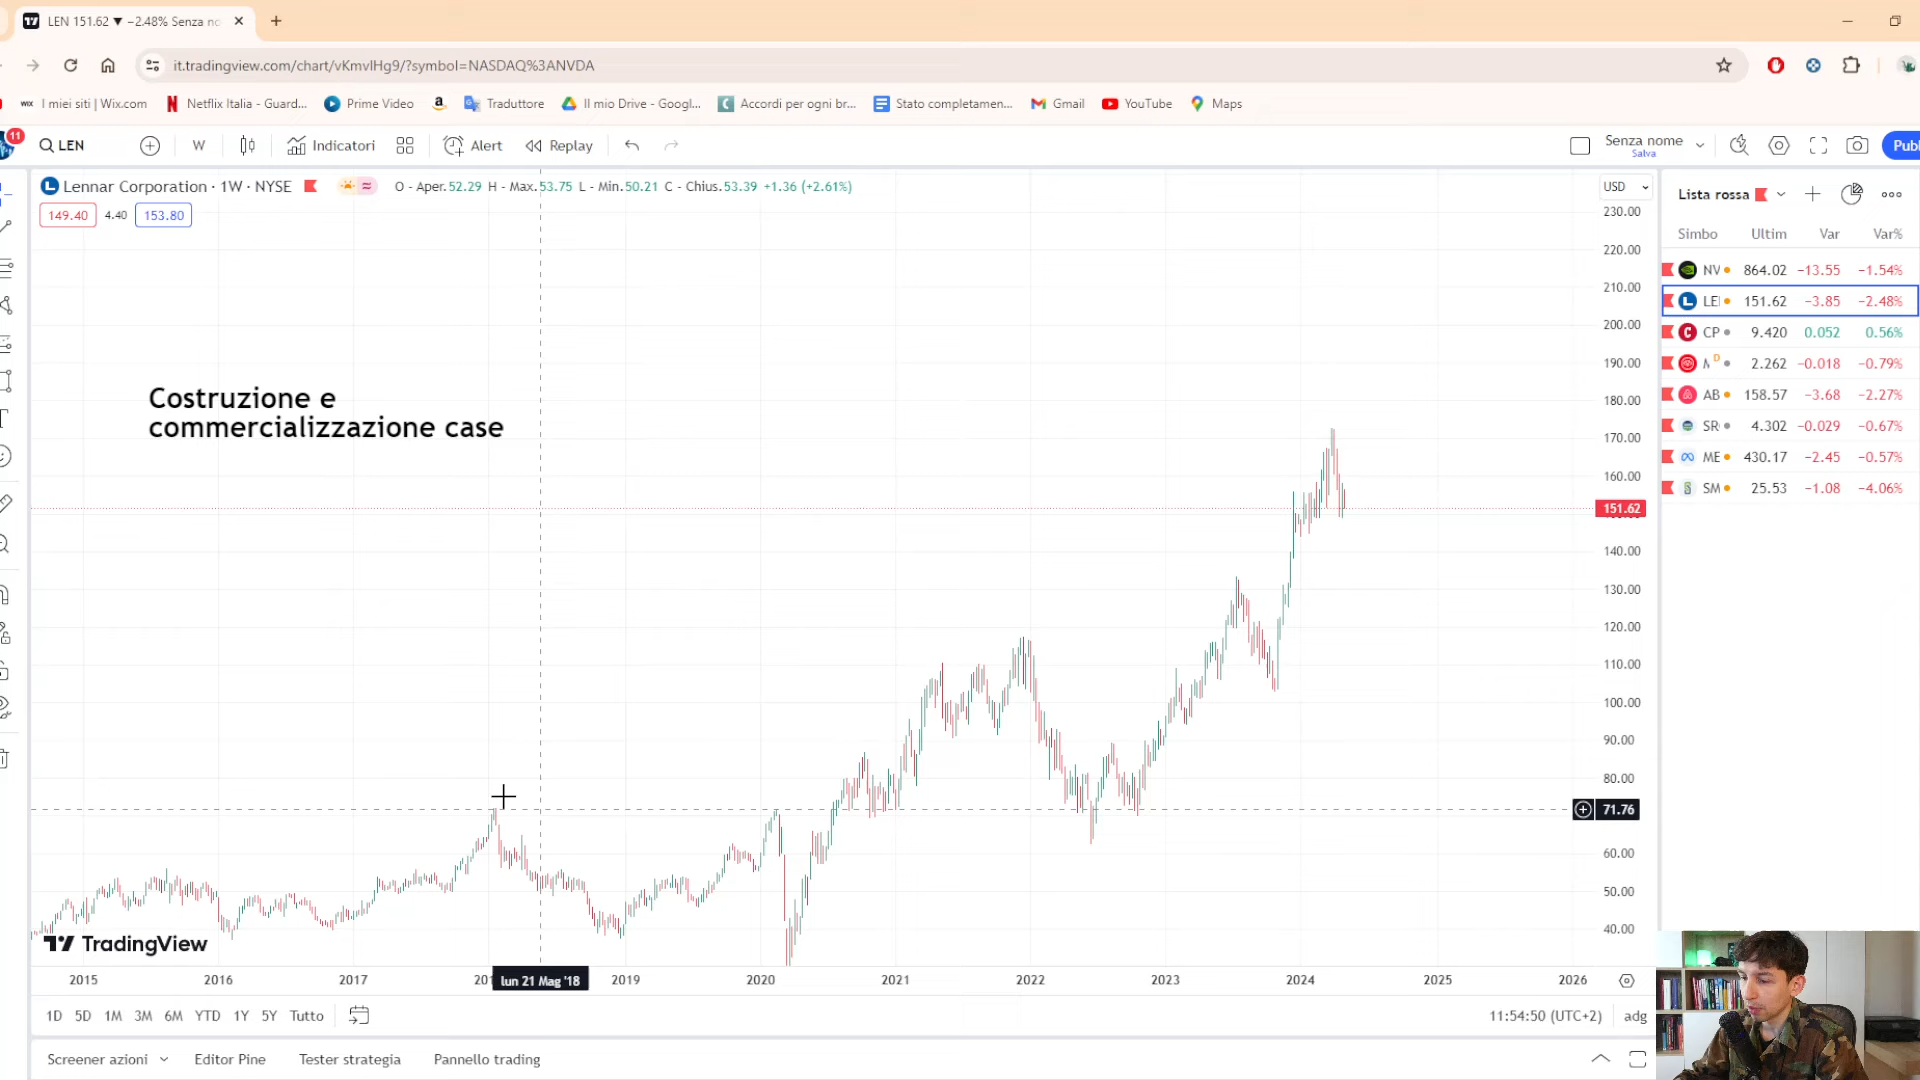 LEN 151.62 ▼ −2.48% Senza no
it.tradingview.com/chart/vKmvIHg9/?symbol=NASDAQ%3ANVDA
WIX I miei siti | Wix.com
Netflix Italia - Guard...
Prime Video
Traduttore
Il mio Drive - Googl...
Accordi per ogni br...
Stato completamen...
Gmail
YouTube
Maps
11
LEN
W
Indicatori
Alert
Replay
Senza nome
Salva
Publ
Lennar Corporation · 1W · NYSE
O - Aper.52.29 H - Max.53.75 L - Min.50.21 C - Chius.53.39 +1.36 (+2.61%)
149.40 4.40 153.80
USD
230.00
220.00
210.00
200.00
190.00
180.00
170.00
160.00
151.62
140.00
130.00
120.00
110.00
100.00
90.00
80.00
71.76
60.00
50.00
40.00
Costruzione e
commercializzazione case
TradingView
2015 2016 2017 201 lun 21 Mag '18 2019 2020 2021 2022 2023 2024 2025 2026
1D 5D 1M 3M 6M YTD 1Y 5Y Tutto
11:54:50 (UTC+2) adg
Screener azioni Editor Pine Tester strategia Pannello trading
Lista rossa
Simbo Ultim Var Var%
NV 864.02 −13.55 −1.54%
LE 151.62 −3.85 −2.48%
CP 9.420 0.052 0.56%
M D 2.262 −0.018 −0.79%
AB 158.57 −3.68 −2.27%
SR 4.302 −0.029 −0.67%
ME 430.17 −2.45 −0.57%
SM 25.53 −1.08 −4.06%